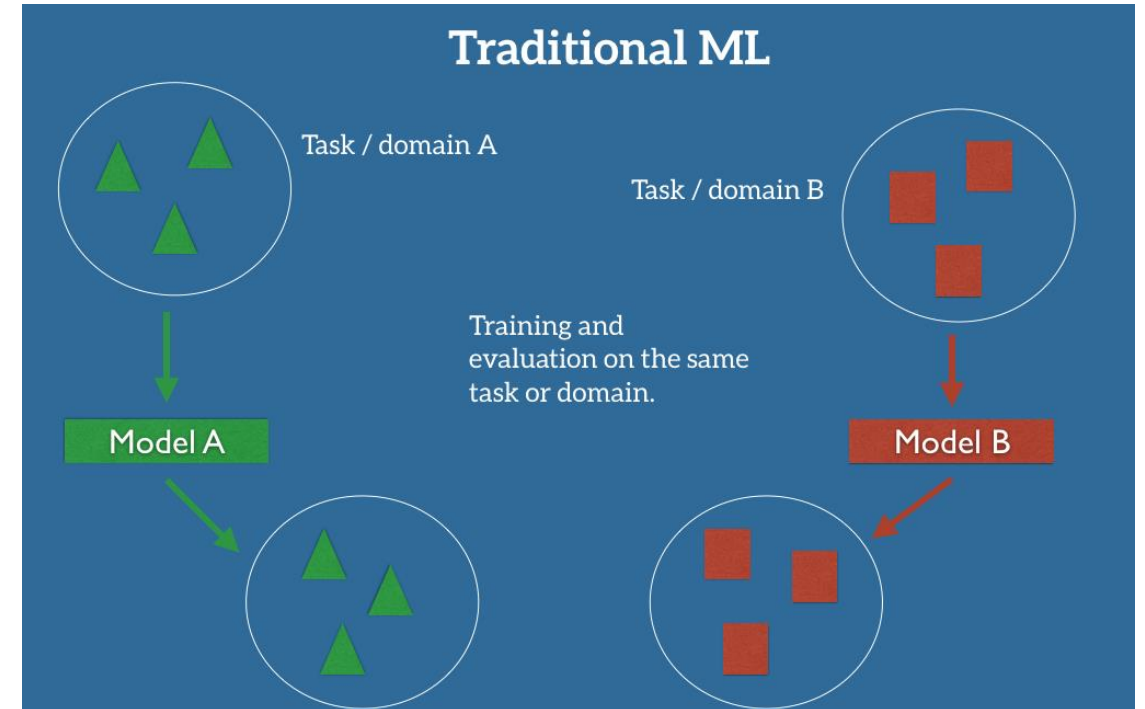 Traditional ML
Task / domain A
Task / domain B
Training and
evaluation on the same
task or domain.
Model A
Model B